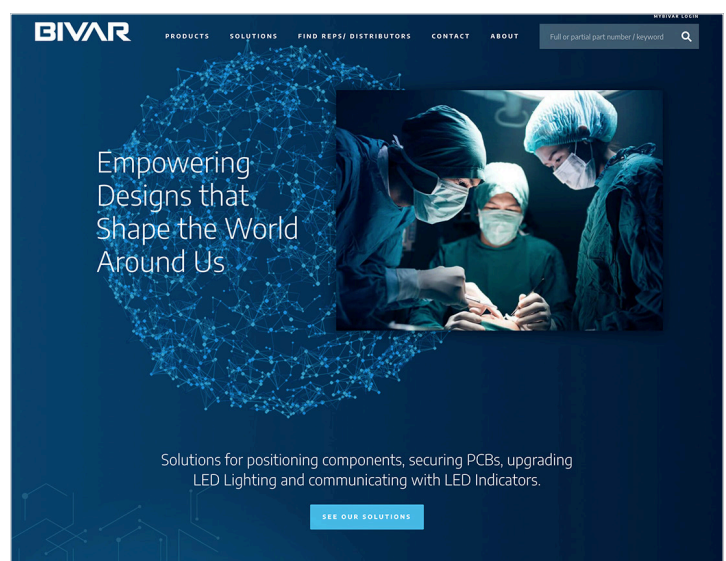 MYBIVAR LOGIN
BIVAR
PRODUCTS
SOLUTIONS
FIND REPS/ DISTRIBUTORS
CONTACT
ABOUT
Full or partial part number / keyword
Empowering
Designs that
Shape the World
Around Us
Solutions for positioning components, securing PCBs, upgrading
LED Lighting and communicating with LED Indicators.
SEE OUR SOLUTIONS